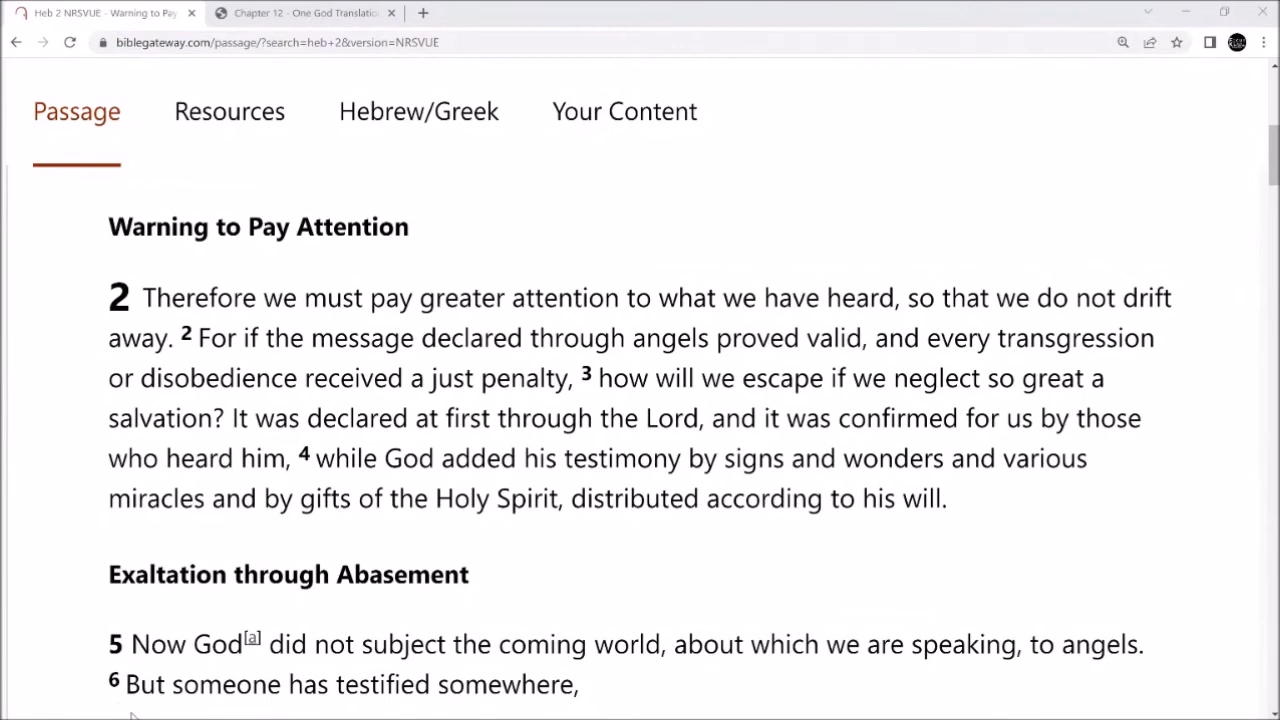 Heb 2 NRSVUE - Warning to Pay
Chapter 12 - One God Translatio
biblegateway.com/passage/?search=heb+2&version=NRSVUE
Passage Resources Hebrew/Greek Your Content
Warning to Pay Attention
2 Therefore we must pay greater attention to what we have heard, so that we do not drift
away. 2 For if the message declared through angels proved valid, and every transgression
or disobedience received a just penalty, 3 how will we escape if we neglect so great a
salvation? It was declared at first through the Lord, and it was confirmed for us by those
who heard him, 4 while God added his testimony by signs and wonders and various
miracles and by gifts of the Holy Spirit, distributed according to his will.
Exaltation through Abasement
5 Now God[a] did not subject the coming world, about which we are speaking, to angels.
6 But someone has testified somewhere,